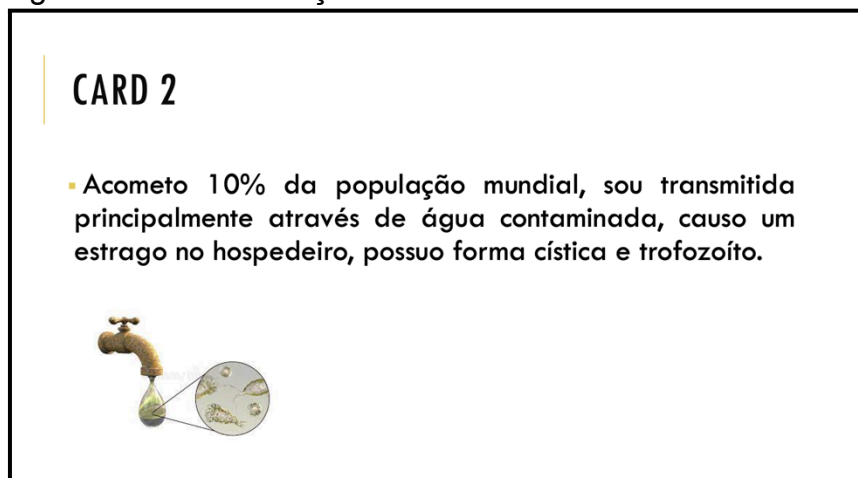 CARD 2
▪ Acometo 10% da população mundial, sou transmitida
principalmente através de água contaminada, causo um
estrago no hospedeiro, possuo forma cística e trofozoíto.